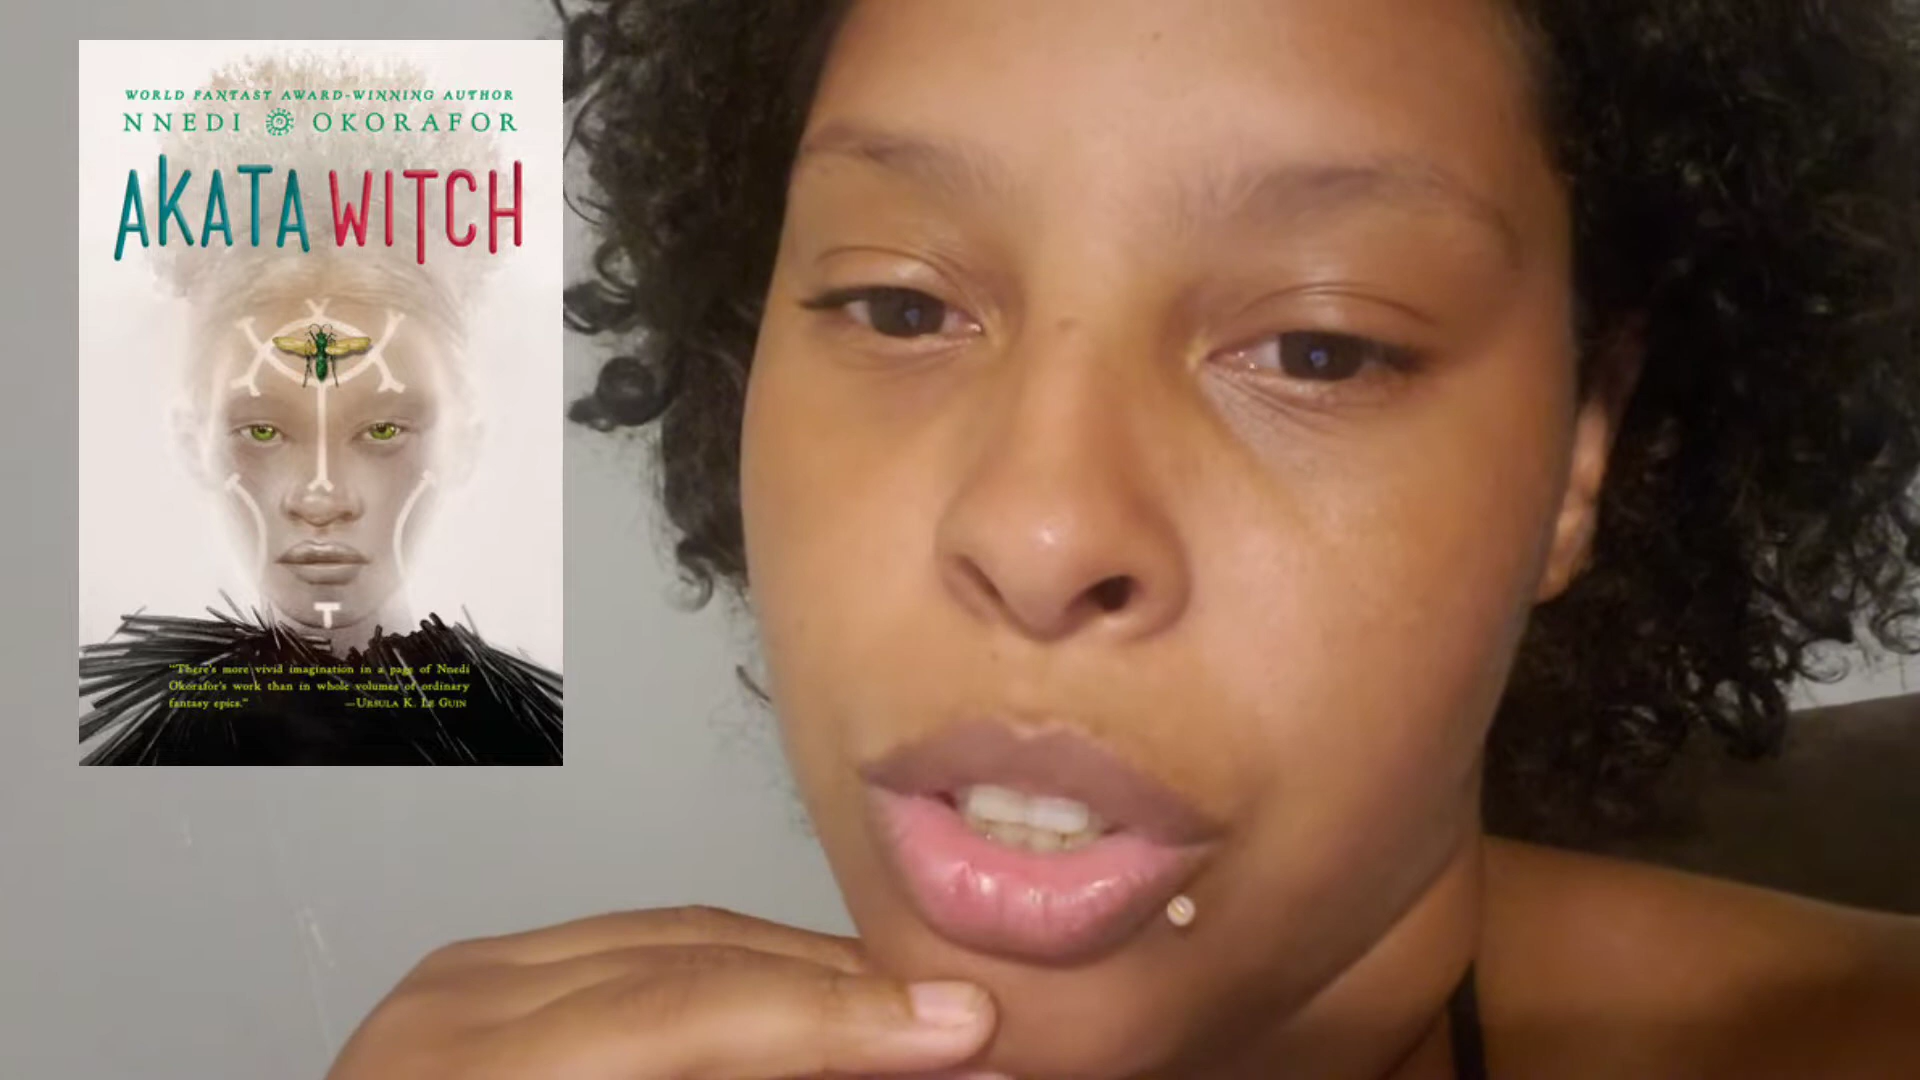 WORLD FANTASY AWARD-WINNING AUTHOR
NNEDI OKORAFOR
AKATA WITCH
"There's more vivid imagination in a page of Nnedi
Okorafor's work than in whole volumes of ordinary
fantasy epics." —URSULA K. LE GUIN